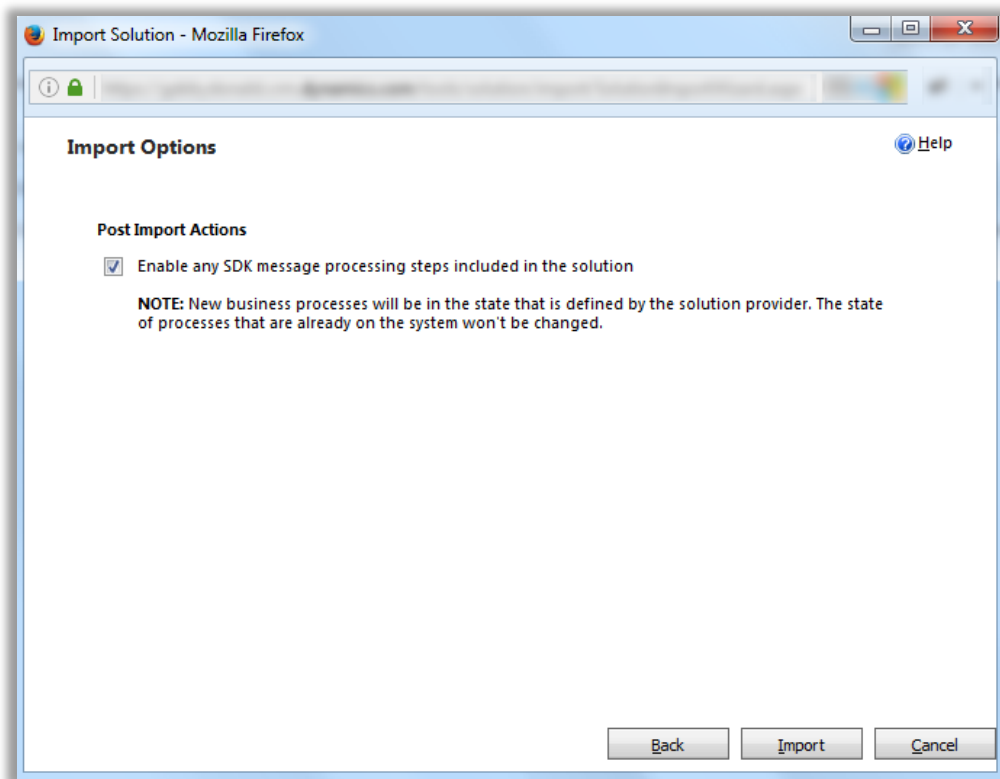 Import Solution - Mozilla Firefox
dynamics.com
Import Options
Help
Post Import Actions
Enable any SDK message processing steps included in the solution
NOTE: New business processes will be in the state that is defined by the solution provider. The state
of processes that are already on the system won't be changed.
Back
Import
Cancel